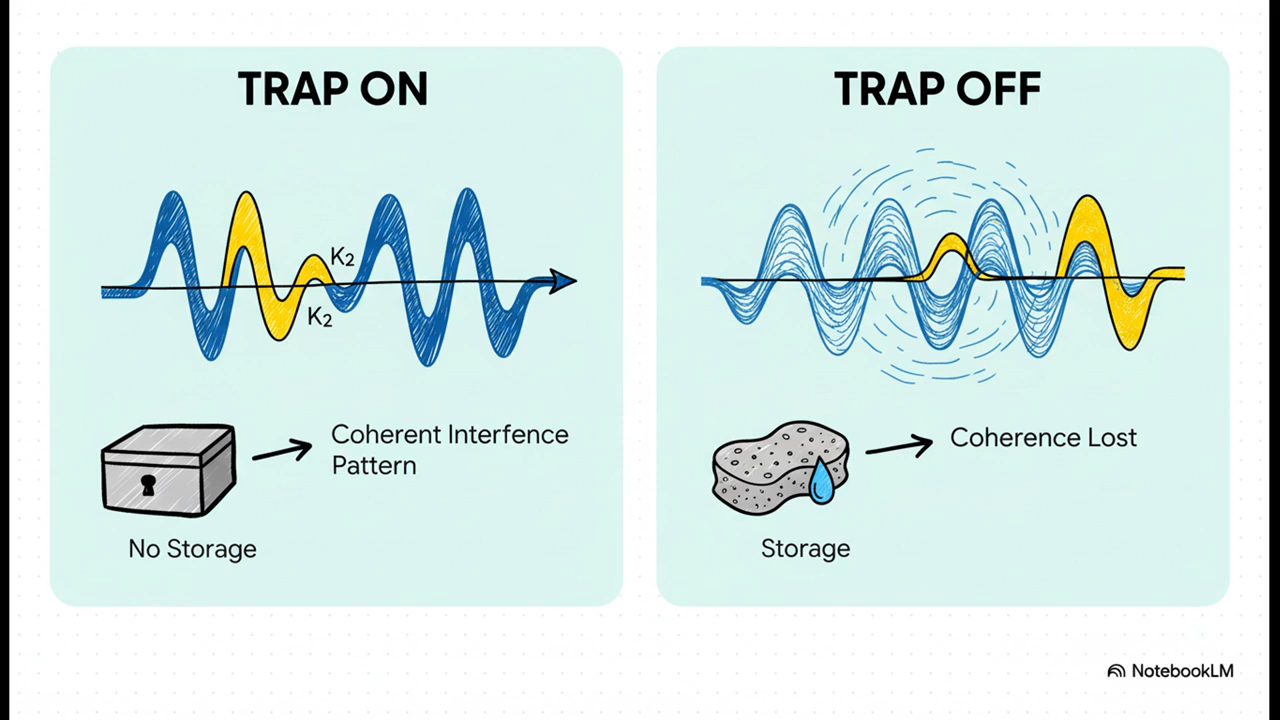 TRAP ON
K₂
K₂
Coherent Interfence
Pattern
No Storage
TRAP OFF
Coherence Lost
Storage
NotebookLM